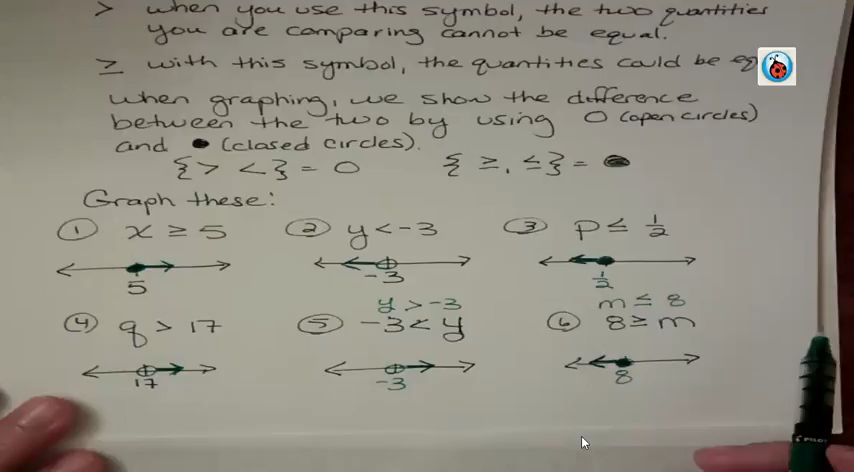 > when you use this symbol, the two quantities
you are comparing cannot be equal.
≥ with this symbol, the quantities could be
when graphing, we show the difference
between the two by using O (open circles)
and ● (closed circles).
{> <} = O {≥, ≤} = ●
Graph these:
① x ≥ 5 ② y < -3 ③ p ≤ 1/2
5 -3 1/2
y > -3 m ≤ 8
④ q > 17 ⑤ -3 < y ⑥ 8 ≥ m
17 -3 8
PILOT